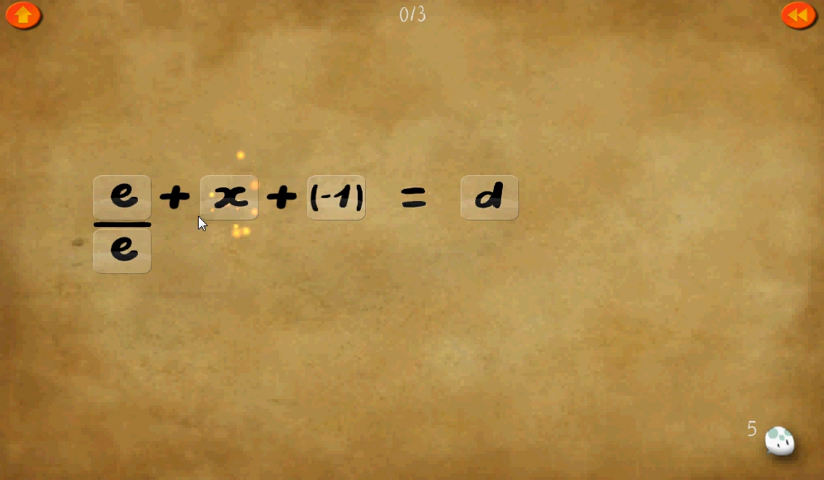 0/3
e + x + (-1) = d
e
5